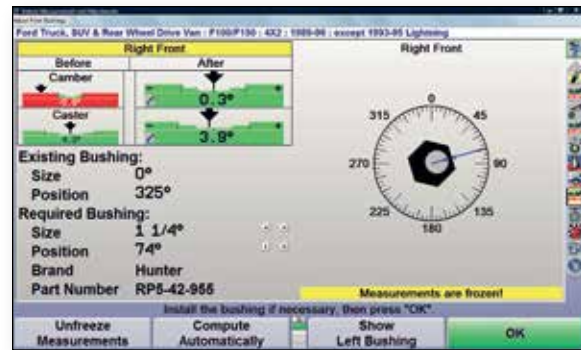 Ford Truck, SUV & Rear Wheel Drive Van : F100/F150 : 4X2 : 1989-96 : except 1993-95 Lightning
Right Front
Before After
Camber
0.3°
Caster
3.9°
Existing Bushing:
Size 0°
Position 325°
Required Bushing:
Size 1 1/4°
Position 74°
Brand Hunter
Part Number RP5-42-955
Right Front
0
45
90
135
180
225
270
315
Measurements are frozen!
Install the bushing if necessary, then press "OK".
Unfreeze Measurements
Compute Automatically
Show Left Bushing
OK